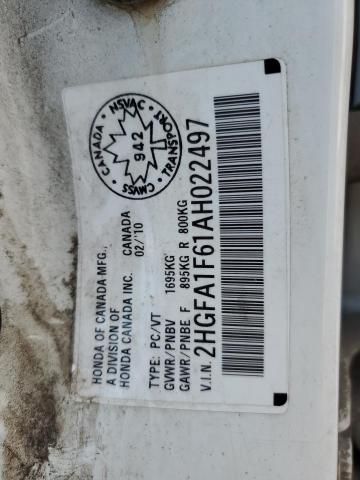 CANADA · NSVAC · TRANSPORT · CMVSS ·
942
HONDA OF CANADA MFG.,
A DIVISION OF
HONDA CANADA INC. CANADA
02/'10
TYPE: PC/VT
GVWR/PNBV 1695KG
GAWR/PNBE F 895KG R 800KG
V.I.N. 2HGFA1F61AH022497